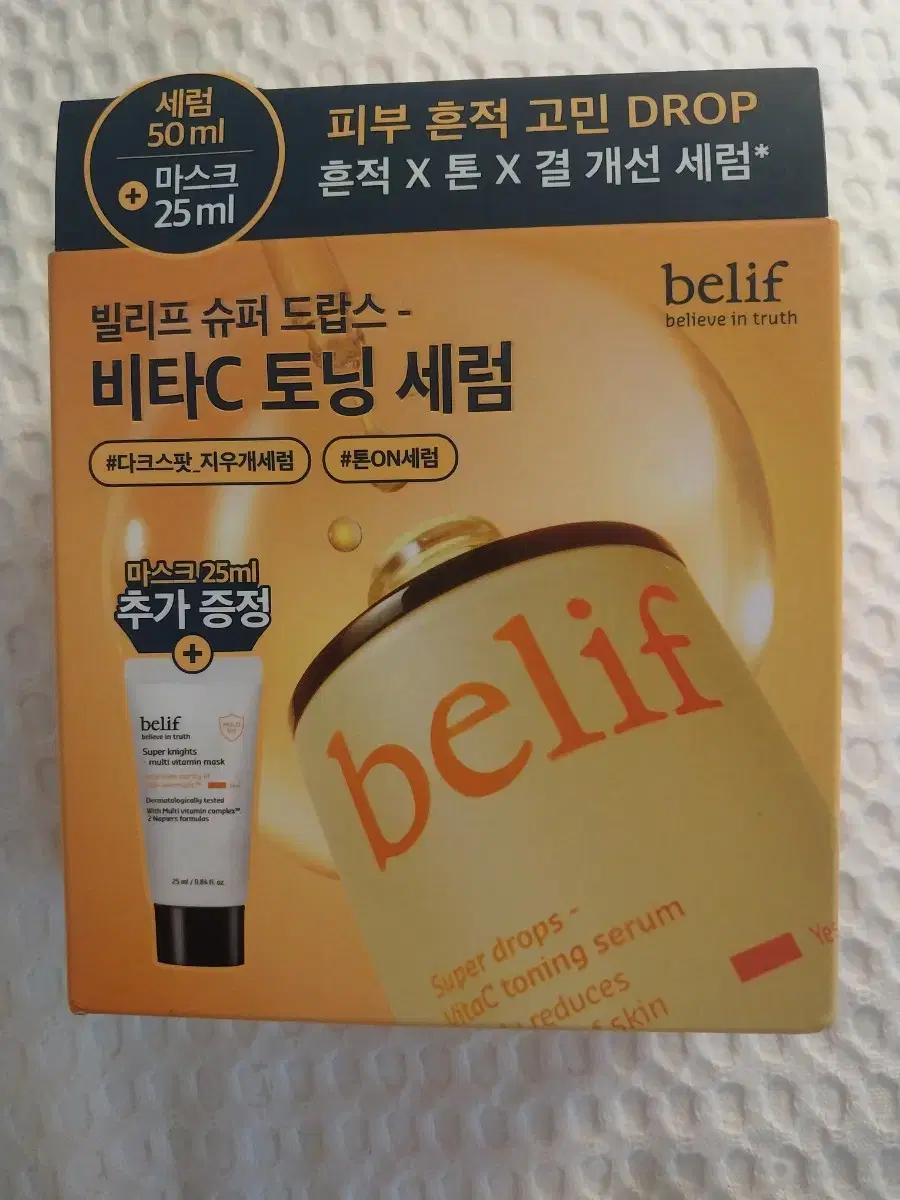 세럼
50ml
+ 마스크
25ml
피부 흔적 고민 DROP
흔적 X 톤 X 결 개선 세럼*
belif
believe in truth
빌리프 슈퍼 드랍스 -
비타C 토닝 세럼
#다크스팟_지우개세럼
#톤ON세럼
마스크 25ml
추가 증정
+
belif
believe in truth
Super knights
- multi vitamin mask
Dermatologically tested
With Multi vitamin complex™
2 Napiers formulas
25 ml / 0.84 fl. oz.
belif
Super drops -
VitaC toning serum
reduces
skin
Yes